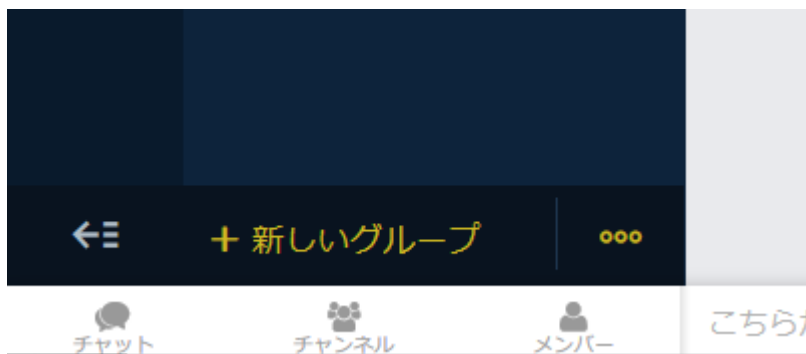 + 新しいグループ
チャット
チャンネル
メンバー
こちらか